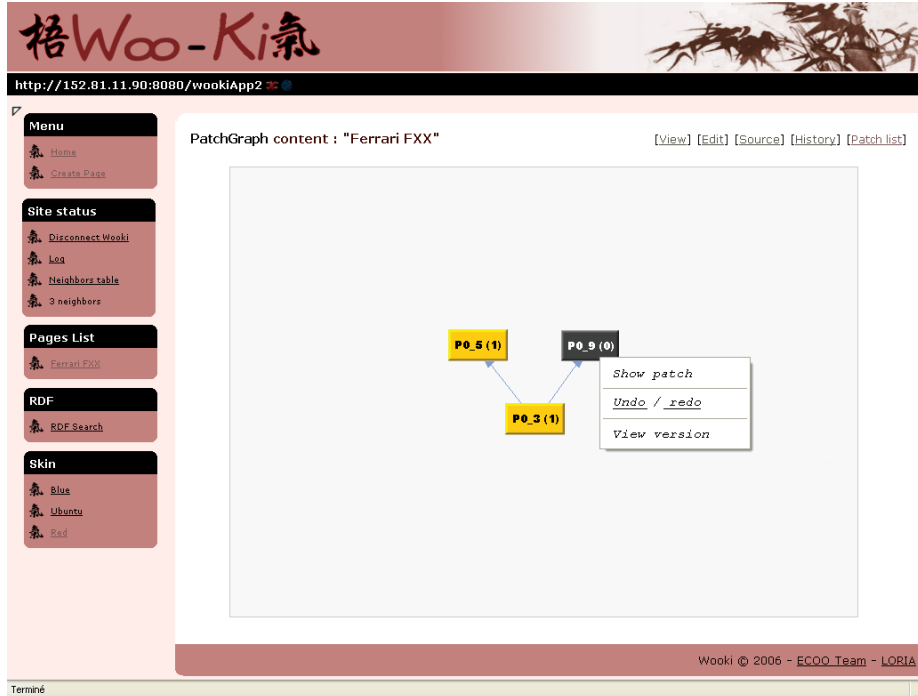 梧Woo-Ki氣
http://152.81.11.90:8080/wookiApp2
Menu
Home
Create Page
Site status
Disconnect Wooki
Log
Neighbors table
3 neighbors
Pages List
Ferrari FXX
RDF
RDF Search
Skin
Blue
Ubuntu
Red
PatchGraph content : "Ferrari FXX"
[View] [Edit] [Source] [History] [Patch list]
P0_5 (1)
P0_9 (0)
P0_3 (1)
Show patch
Undo / redo
View version
Wooki © 2006 - ECOO Team - LORIA
Terminé